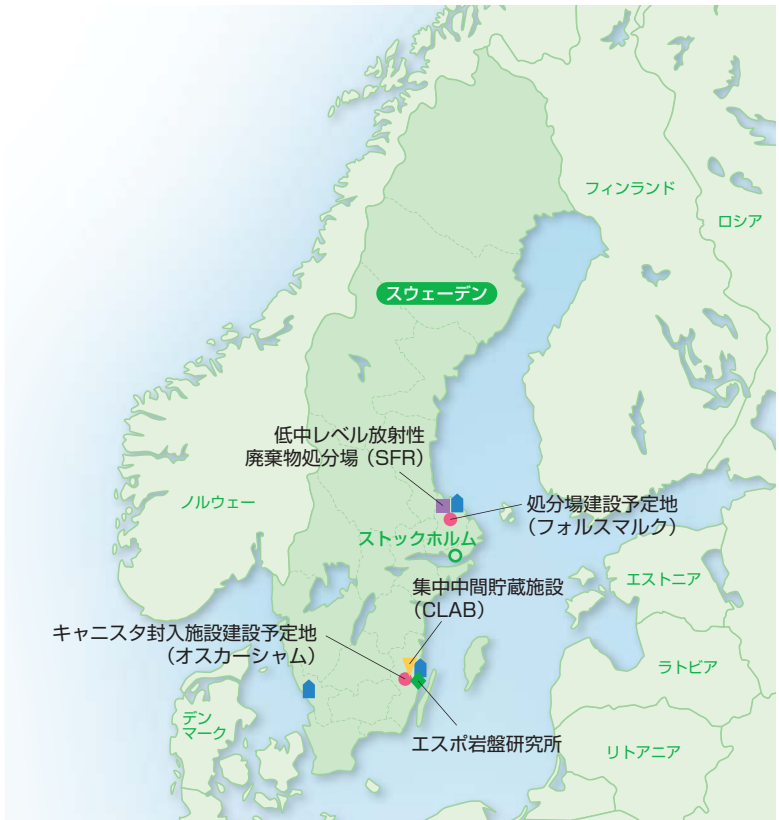 フィンランド
ロシア
スウェーデン
低中レベル放射性
廃棄物処分場（SFR）
ノルウェー
処分場建設予定地
（フォルスマルク）
ストックホルム
エストニア
集中中間貯蔵施設
（CLAB）
キャニスタ封入施設建設予定地
（オスカーシャム）
ラトビア
デン
マーク
エスポ岩盤研究所
リトアニア